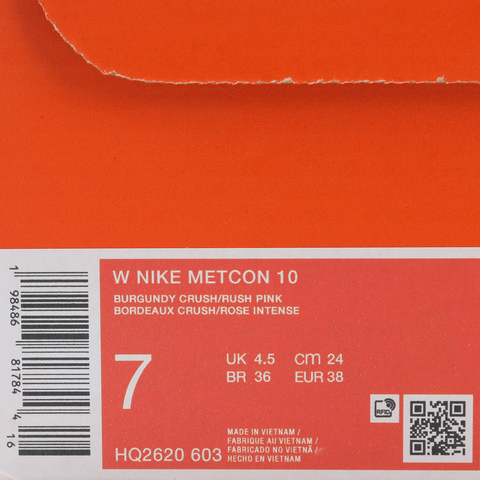 W NIKE METCON 10
BURGUNDY CRUSH/RUSH PINK
BORDEAUX CRUSH/ROSE INTENSE
7
UK 4.5 cm 24
BR 36 EUR 38
HQ2620 603
MADE IN VIETNAM /
FABRIQUE AU VIETNAM /
FABRICADO NO VIETNÃ /
HECHO EN VIETNAM
RFID
1 98486 81784 4 16